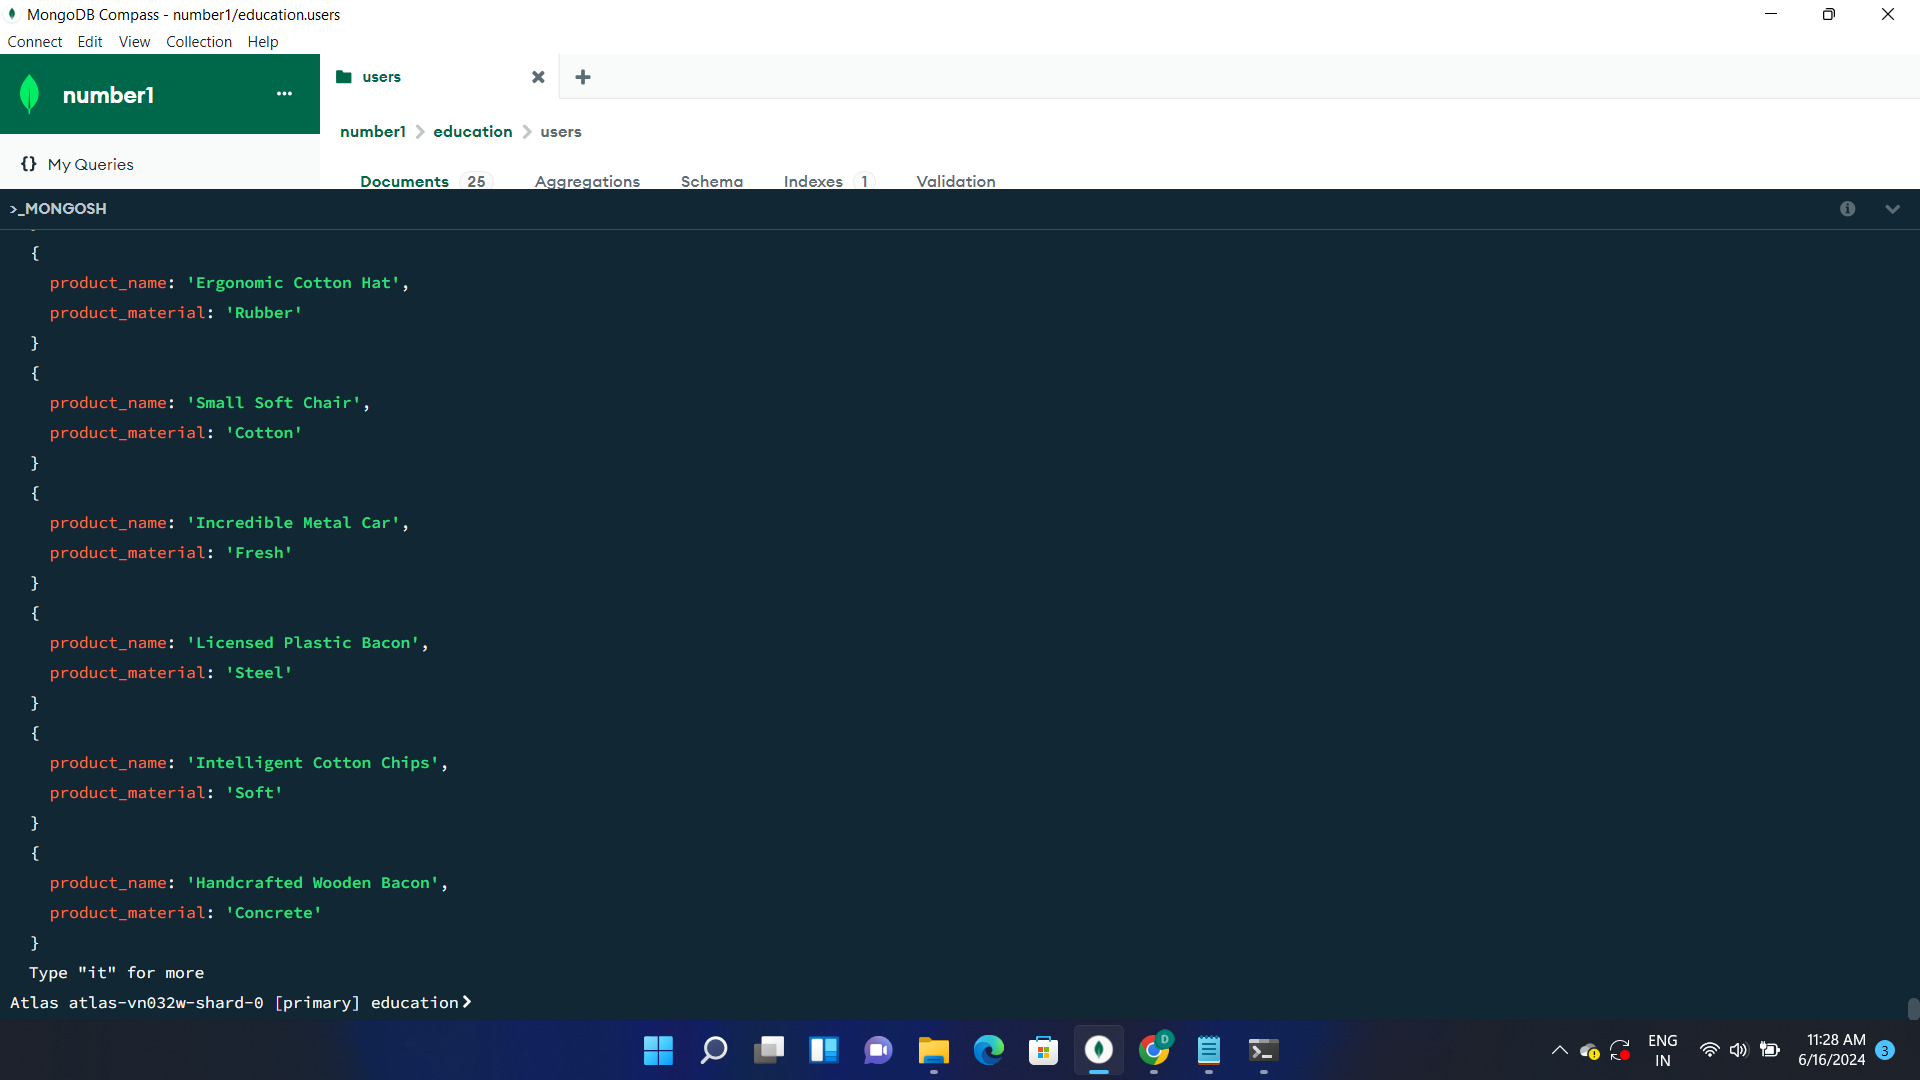 MongoDB Compass - number1/education.users
Connect Edit View Collection Help
number1 ...
users
number1 > education > users
{} My Queries
Documents 25 Aggregations Schema Indexes 1 Validation
>_MONGOSH
{
product_name: 'Ergonomic Cotton Hat',
product_material: 'Rubber'
}
{
product_name: 'Small Soft Chair',
product_material: 'Cotton'
}
{
product_name: 'Incredible Metal Car',
product_material: 'Fresh'
}
{
product_name: 'Licensed Plastic Bacon',
product_material: 'Steel'
}
{
product_name: 'Intelligent Cotton Chips',
product_material: 'Soft'
}
{
product_name: 'Handcrafted Wooden Bacon',
product_material: 'Concrete'
}
Type "it" for more
Atlas atlas-vn032w-shard-0 [primary] education>
D
ENG
IN
11:28 AM
6/16/2024
3